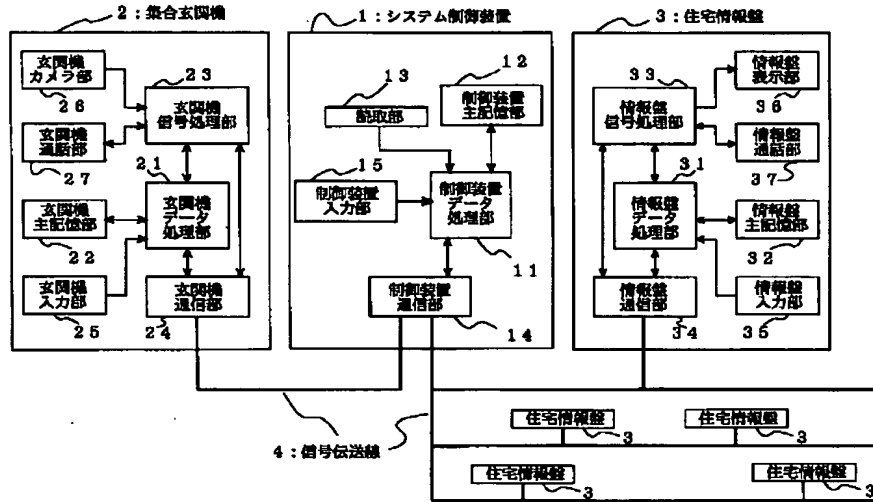 2：集合玄関機
1：システム制御装置
3：住宅情報盤
玄関機
カメラ部
26
23
玄関機
信号処理部
玄関機
通話部
27
21
玄関機
データ
処理部
玄関機
主記憶部
22
玄関機
入力部
25
玄関機
通信部
24
13
読取部
12
制御装置
主記憶部
15
制御装置
入力部
制御装置
データ
処理部
11
制御装置
通信部
14
33
情報盤
信号処理部
情報盤
表示部
36
情報盤
通話部
37
31
情報盤
データ
処理部
情報盤
主記憶部
32
情報盤
通信部
34
情報盤
入力部
35
4：信号伝送線
住宅情報盤
3
住宅情報盤
3
住宅情報盤
3
住宅情報盤
3